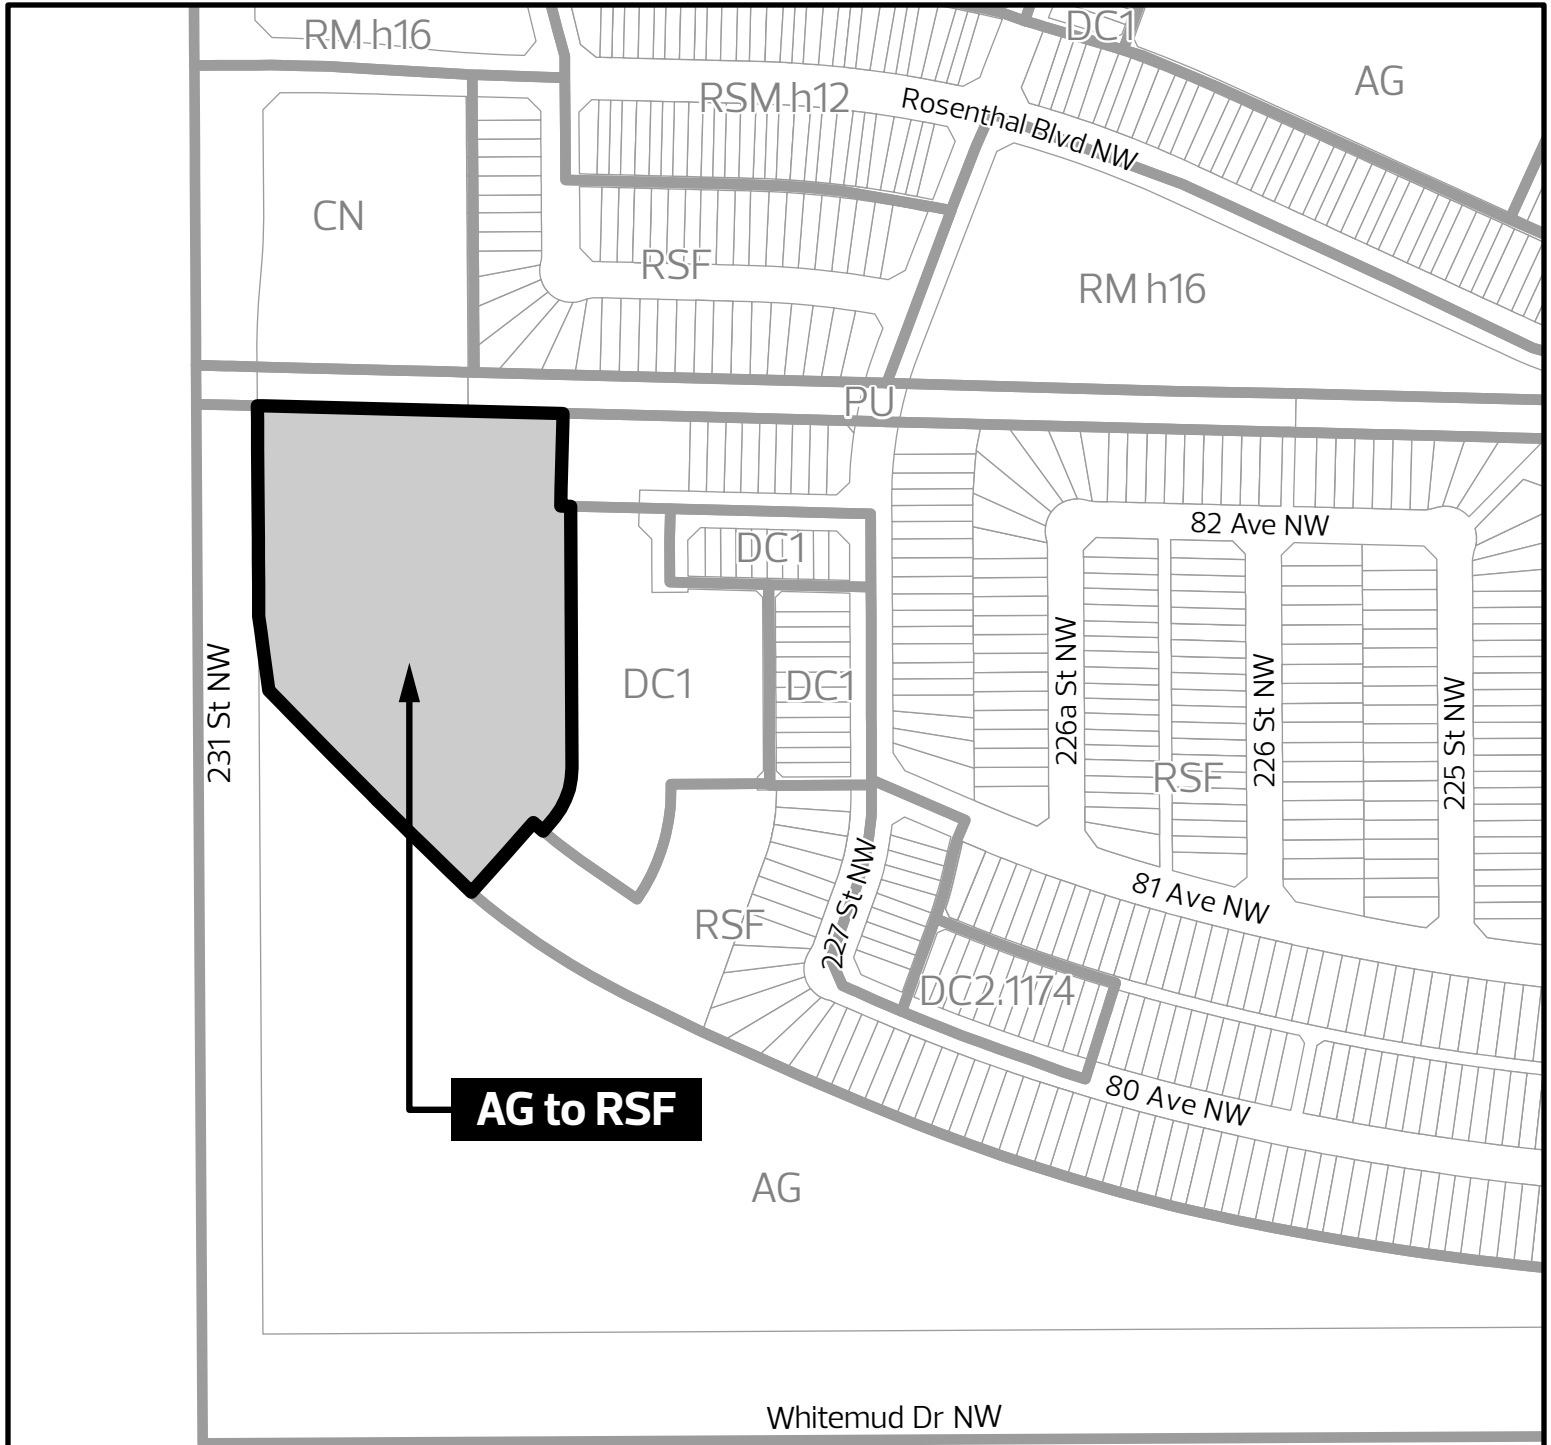 DC1
RM h16
AG
RSM h12
Rosenthal Blvd NW
CN
RSF
RM h16
PU
82 Ave NW
DC1
231 St NW
DC1
DC1
226a St NW
226 St NW
225 St NW
RSF
81 Ave NW
227 St NW
RSF
DC2.1174
80 Ave NW
AG to RSF
AG
Whitemud Dr NW